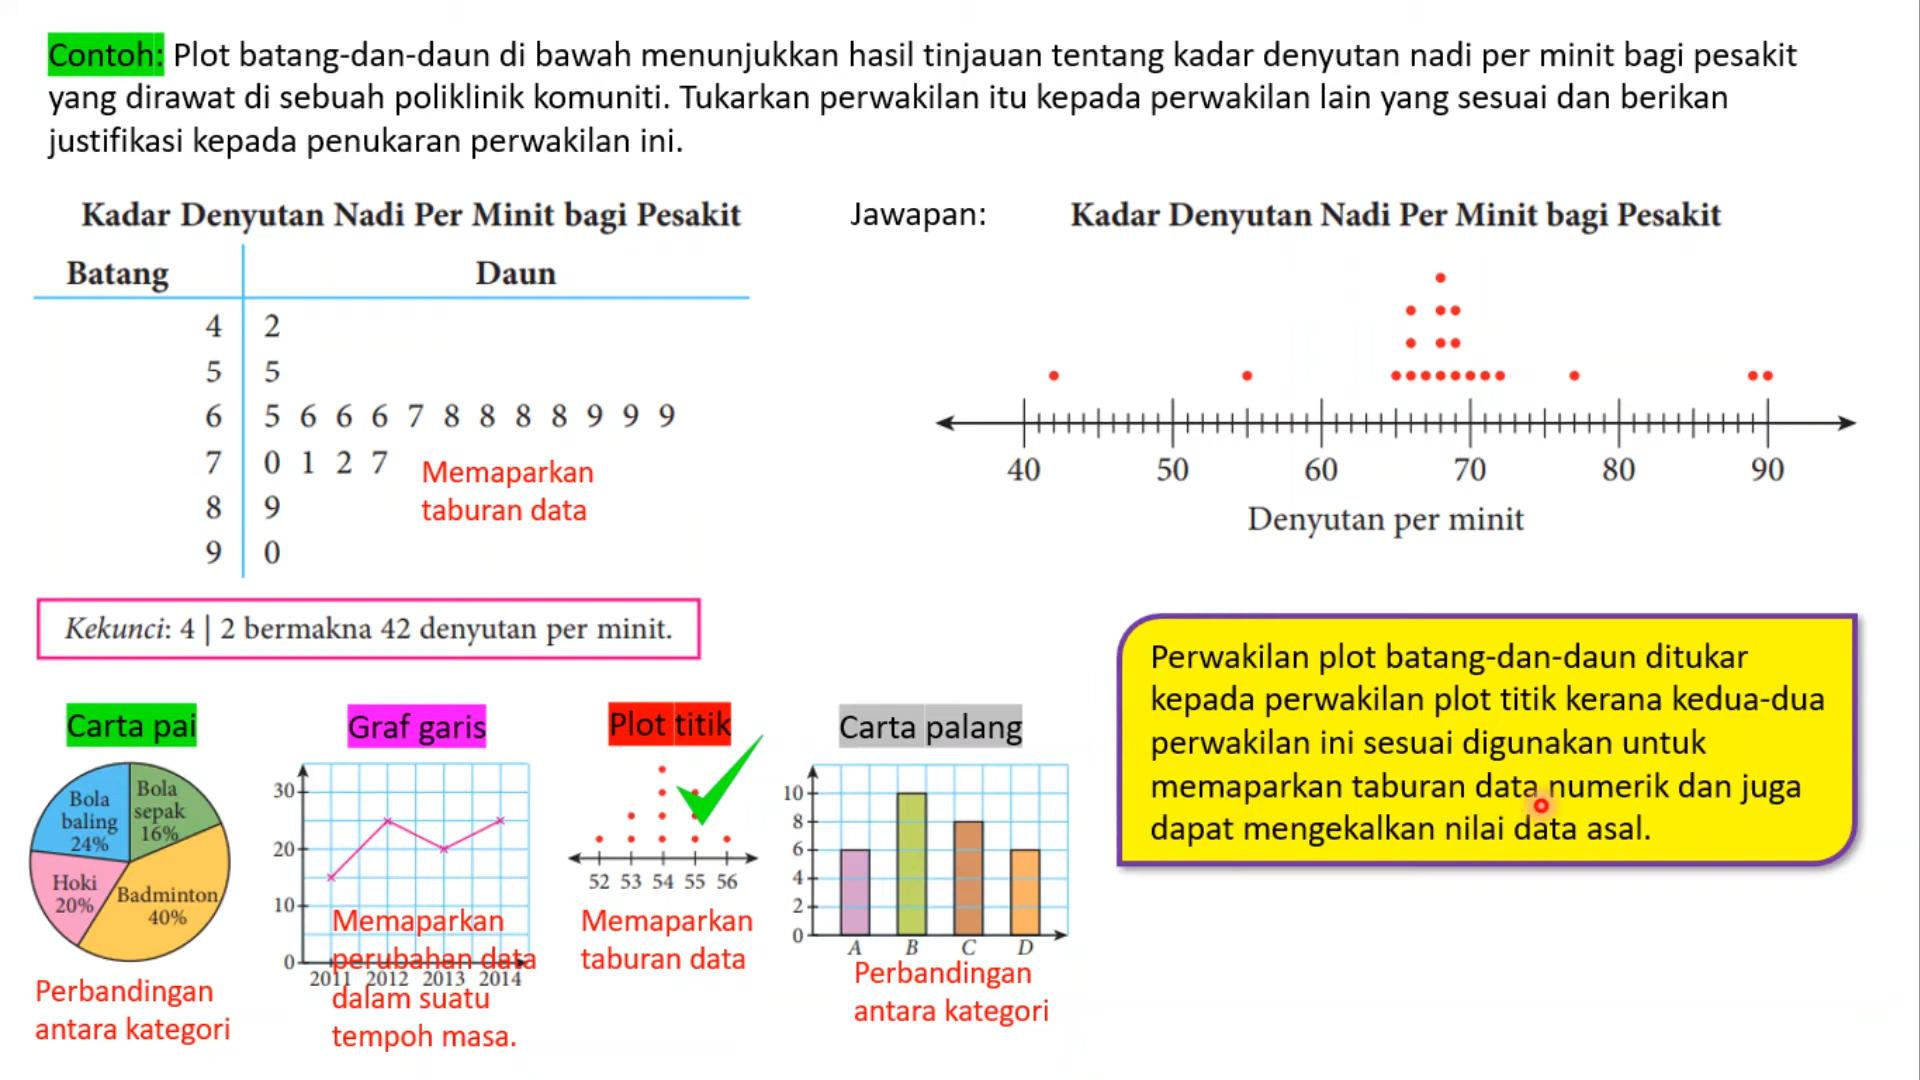 Contoh: Plot batang-dan-daun di bawah menunjukkan hasil tinjauan tentang kadar denyutan nadi per minit bagi pesakit
yang dirawat di sebuah poliklinik komuniti. Tukarkan perwakilan itu kepada perwakilan lain yang sesuai dan berikan
justifikasi kepada penukaran perwakilan ini.
Kadar Denyutan Nadi Per Minit bagi Pesakit
Batang Daun
4 2
5 5
6 5 6 6 6 7 8 8 8 8 9 9 9
7 0 1 2 7
8 9
9 0
Memaparkan
taburan data
Kekunci: 4 | 2 bermakna 42 denyutan per minit.
Jawapan:
Kadar Denyutan Nadi Per Minit bagi Pesakit
40 50 60 70 80 90
Denyutan per minit
Carta pai
Bola
baling
24%
Bola
sepak
16%
Hoki
20%
Badminton
40%
Perbandingan
antara kategori
Graf garis
30
20
10
0
2011 2012 2013 2014
Memaparkan
perubahan data
dalam suatu
tempoh masa.
Plot titik
52 53 54 55 56
Memaparkan
taburan data
Carta palang
10
8
6
4
2
0
A B C D
Perbandingan
antara kategori
Perwakilan plot batang-dan-daun ditukar
kepada perwakilan plot titik kerana kedua-dua
perwakilan ini sesuai digunakan untuk
memaparkan taburan data numerik dan juga
dapat mengekalkan nilai data asal.